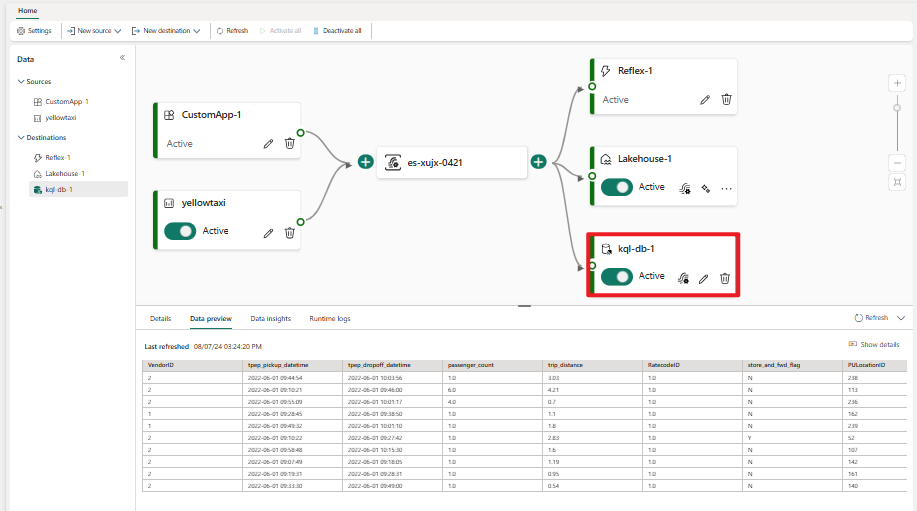 Home
Settings New source New destination Refresh Activate all Deactivate all
Data
Sources
CustomApp-1
yellowtaxi
Destinations
Reflex-1
Lakehouse-1
kql-db-1
CustomApp-1
Active
yellowtaxi
Active
es-xujx-0421
Reflex-1
Active
Lakehouse-1
Active
kql-db-1
Active
Details Data preview Data insights Runtime logs Refresh
Last refreshed 08/07/24 03:24:20 PM Show details
VendorID tpep_pickup_datetime tpep_dropoff_datetime passenger_count trip_distance RatecodeID store_and_fwd_flag PULocationID
2 2022-06-01 09:44:54 2022-06-01 10:03:56 1.0 3.03 1.0 N 238
2 2022-06-01 09:10:21 2022-06-01 09:46:00 6.0 4.21 1.0 N 113
2 2022-06-01 09:55:09 2022-06-01 10:01:17 4.0 0.7 1.0 N 236
1 2022-06-01 09:28:45 2022-06-01 09:38:50 1.0 1.1 1.0 N 162
1 2022-06-01 09:49:32 2022-06-01 10:01:10 1.0 1.8 1.0 N 239
2 2022-06-01 09:10:22 2022-06-01 09:27:42 1.0 2.83 1.0 Y 52
2 2022-06-01 09:58:48 2022-06-01 10:15:30 1.0 1.6 1.0 N 107
2 2022-06-01 09:07:49 2022-06-01 09:18:05 1.0 1.19 1.0 N 142
2 2022-06-01 09:19:31 2022-06-01 09:28:31 1.0 0.95 1.0 N 161
2 2022-06-01 09:33:30 2022-06-01 09:49:00 1.0 0.54 1.0 N 140